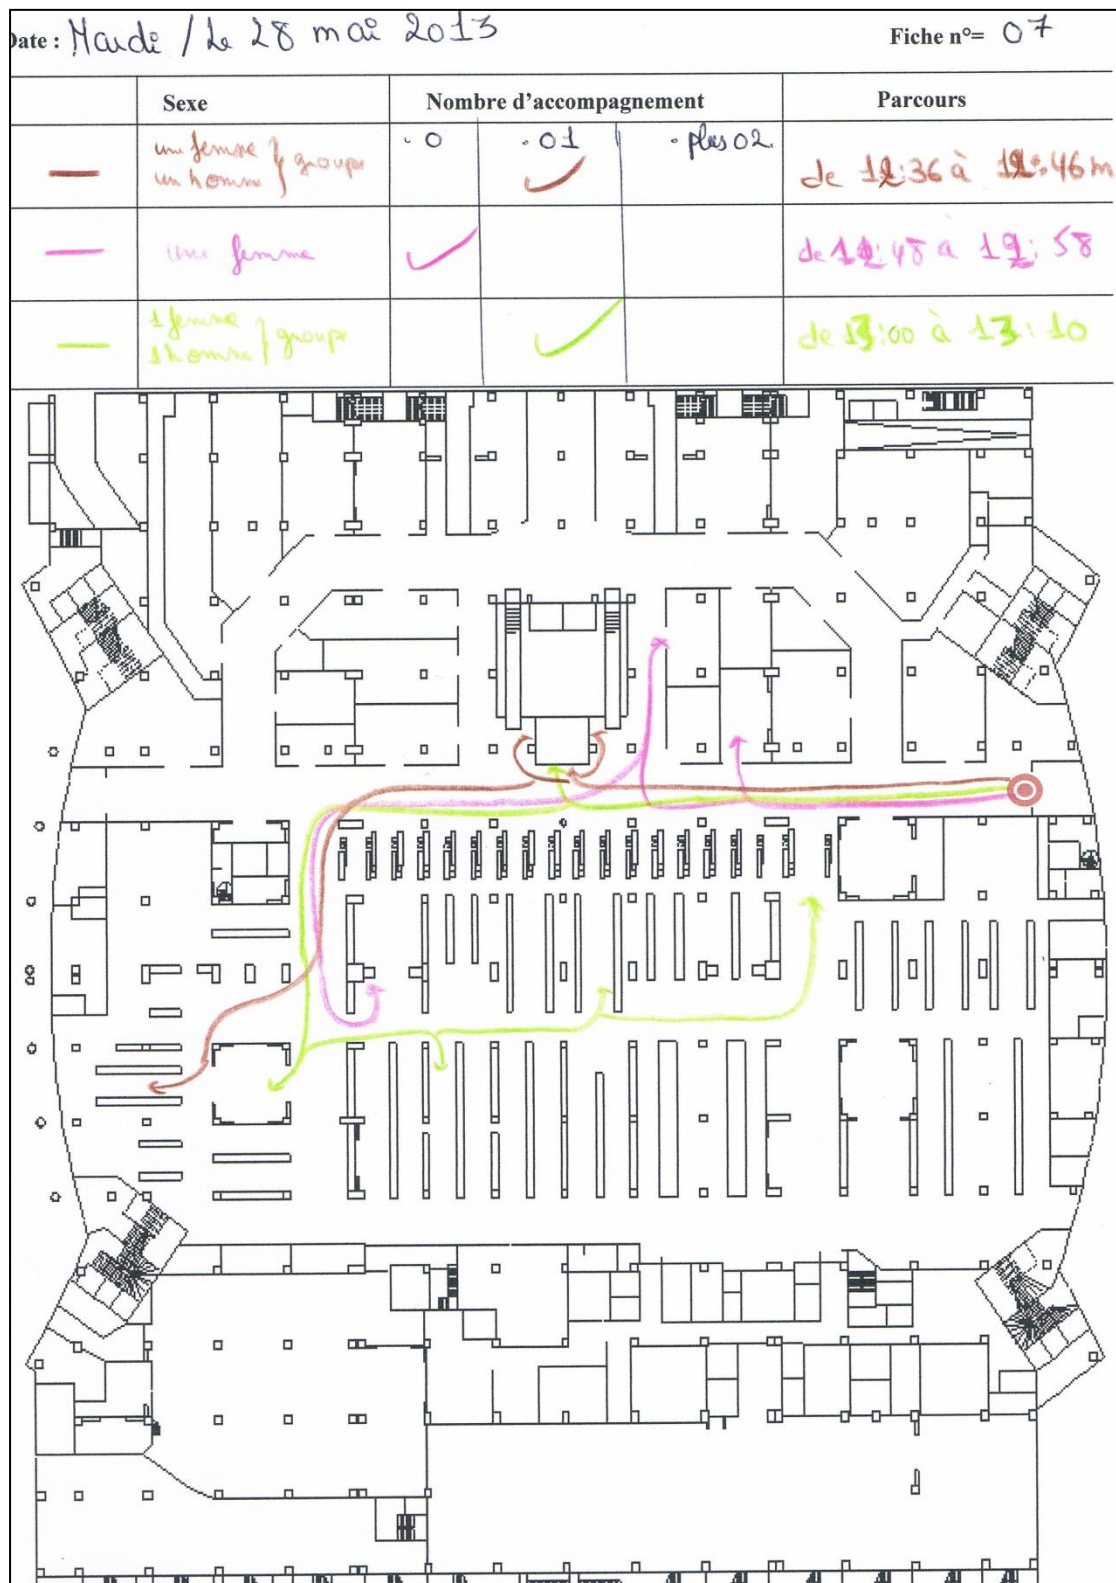 Date : Mardi / Le 28 mai 2013 Fiche n°= 07
Sexe Nombre d'accompagnement Parcours
· 0 · 01 · plus 02
une femme } groupe
un homme
de 12:36 à 12:46 m
une femme
de 12:48 à 12:58
1 femme } groupe
1 homme
de 13:00 à 13:10